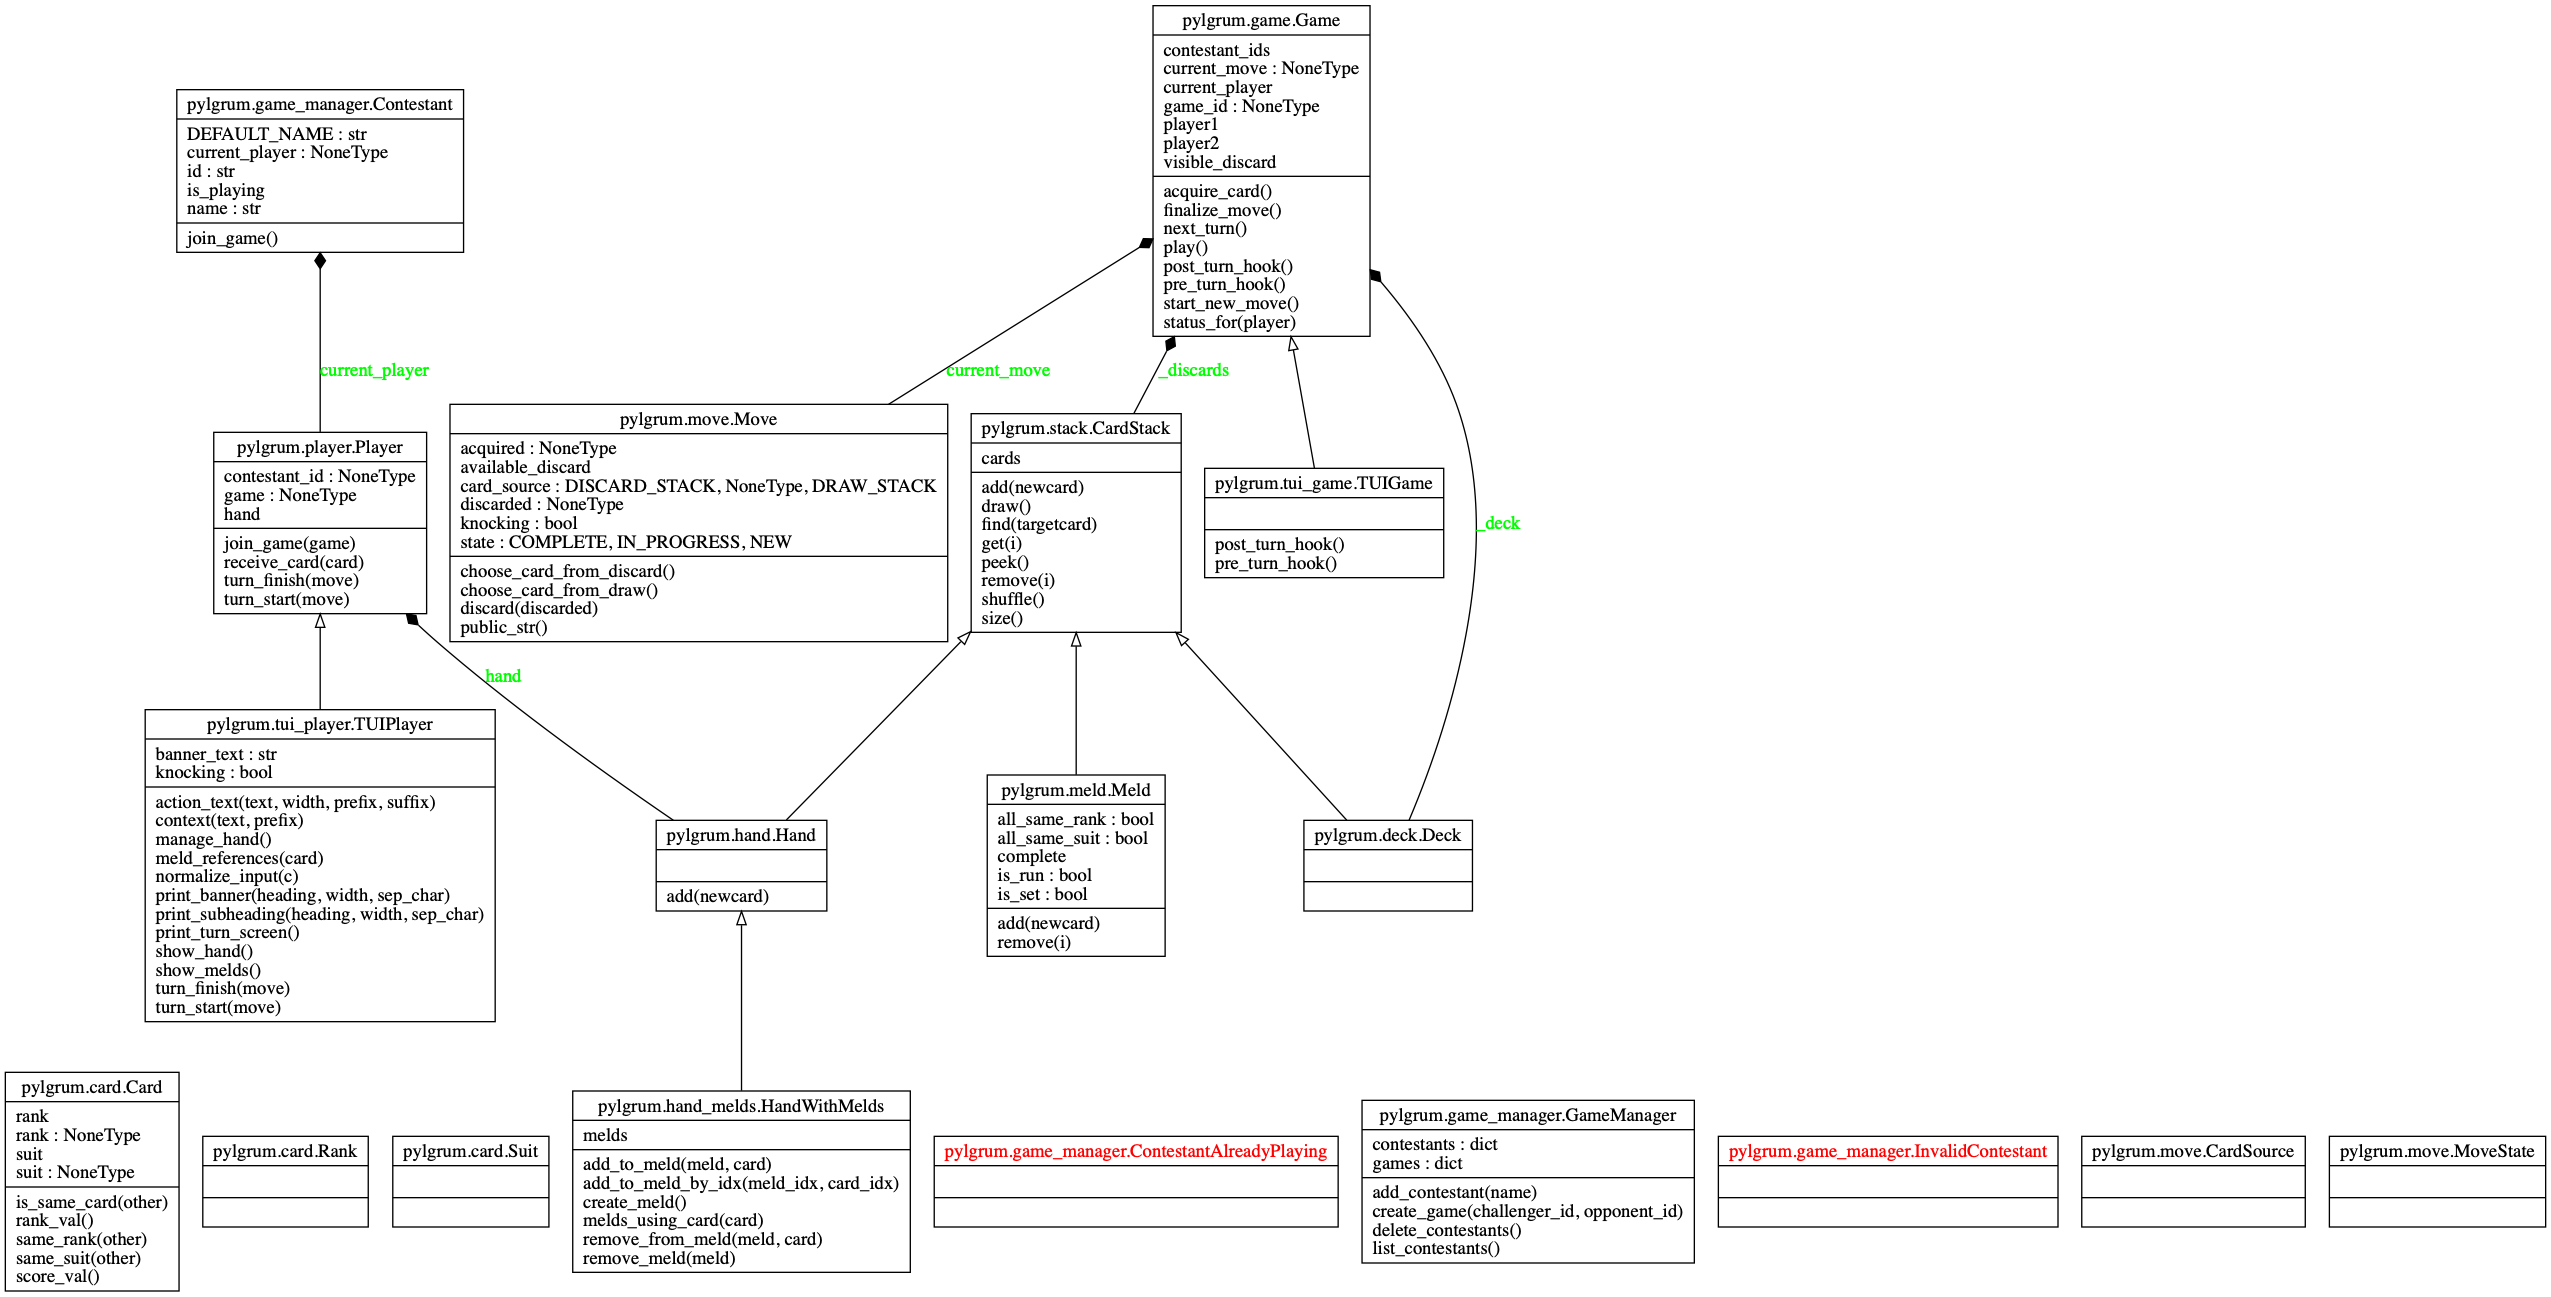 pylgrum.game.Game
contestant_ids
current_move : NoneType
current_player
game_id : NoneType
player1
player2
visible_discard
acquire_card()
finalize_move()
next_turn()
play()
post_turn_hook()
pre_turn_hook()
start_new_move()
status_for(player)
pylgrum.game_manager.Contestant
DEFAULT_NAME : str
current_player : NoneType
id : str
is_playing
name : str
join_game()
current_player
current_move
_discards
_deck
pylgrum.player.Player
contestant_id : NoneType
game : NoneType
hand
join_game(game)
receive_card(card)
turn_finish(move)
turn_start(move)
pylgrum.move.Move
acquired : NoneType
available_discard
card_source : DISCARD_STACK, NoneType, DRAW_STACK
discarded : NoneType
knocking : bool
state : COMPLETE, IN_PROGRESS, NEW
choose_card_from_discard()
choose_card_from_draw()
discard(discarded)
public_str()
pylgrum.stack.CardStack
cards
add(newcard)
draw()
find(targetcard)
get(i)
peek()
remove(i)
shuffle()
size()
pylgrum.tui_game.TUIGame
post_turn_hook()
pre_turn_hook()
hand
pylgrum.tui_player.TUIPlayer
banner_text : str
knocking : bool
action_text(text, width, prefix, suffix)
context(text, prefix)
manage_hand()
meld_references(card)
normalize_input(c)
print_banner(heading, width, sep_char)
print_subheading(heading, width, sep_char)
print_turn_screen()
show_hand()
show_melds()
turn_finish(move)
turn_start(move)
pylgrum.hand.Hand
add(newcard)
pylgrum.meld.Meld
all_same_rank : bool
all_same_suit : bool
complete
is_run : bool
is_set : bool
add(newcard)
remove(i)
pylgrum.deck.Deck
pylgrum.card.Card
rank
rank : NoneType
suit
suit : NoneType
is_same_card(other)
rank_val()
same_rank(other)
same_suit(other)
score_val()
pylgrum.card.Rank
pylgrum.card.Suit
pylgrum.hand_melds.HandWithMelds
melds
add_to_meld(meld, card)
add_to_meld_by_idx(meld_idx, card_idx)
create_meld()
melds_using_card(card)
remove_from_meld(meld, card)
remove_meld(meld)
pylgrum.game_manager.ContestantAlreadyPlaying
pylgrum.game_manager.GameManager
contestants : dict
games : dict
add_contestant(name)
create_game(challenger_id, opponent_id)
delete_contestants()
list_contestants()
pylgrum.game_manager.InvalidContestant
pylgrum.move.CardSource
pylgrum.move.MoveState